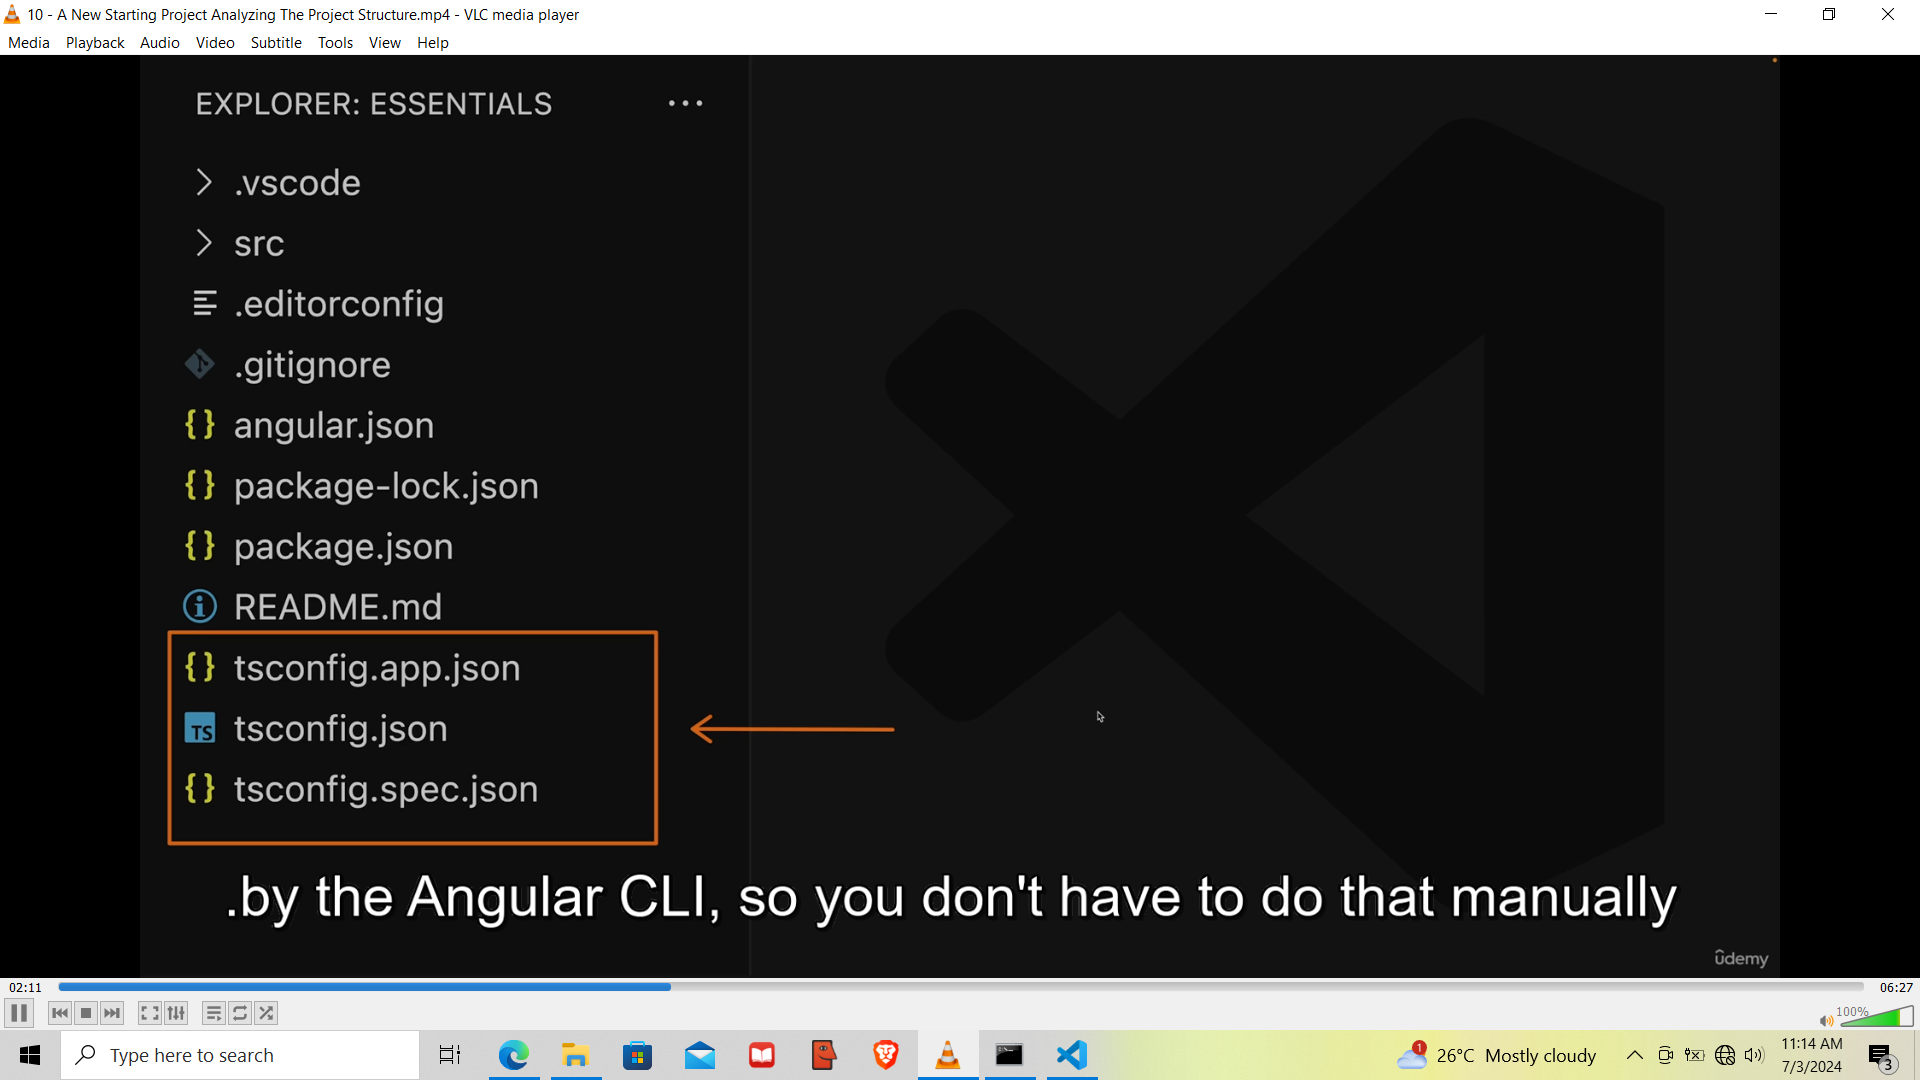 10 - A New Starting Project Analyzing The Project Structure.mp4 - VLC media player
Media Playback Audio Video Subtitle Tools View Help
EXPLORER: ESSENTIALS ...
.vscode
src
.editorconfig
.gitignore
{} angular.json
{} package-lock.json
{} package.json
README.md
{} tsconfig.app.json
TS tsconfig.json
{} tsconfig.spec.json
.by the Angular CLI, so you don't have to do that manually
ûdemy
02:11 06:27
100%
Type here to search
1 26°C Mostly cloudy
11:14 AM
7/3/2024
3